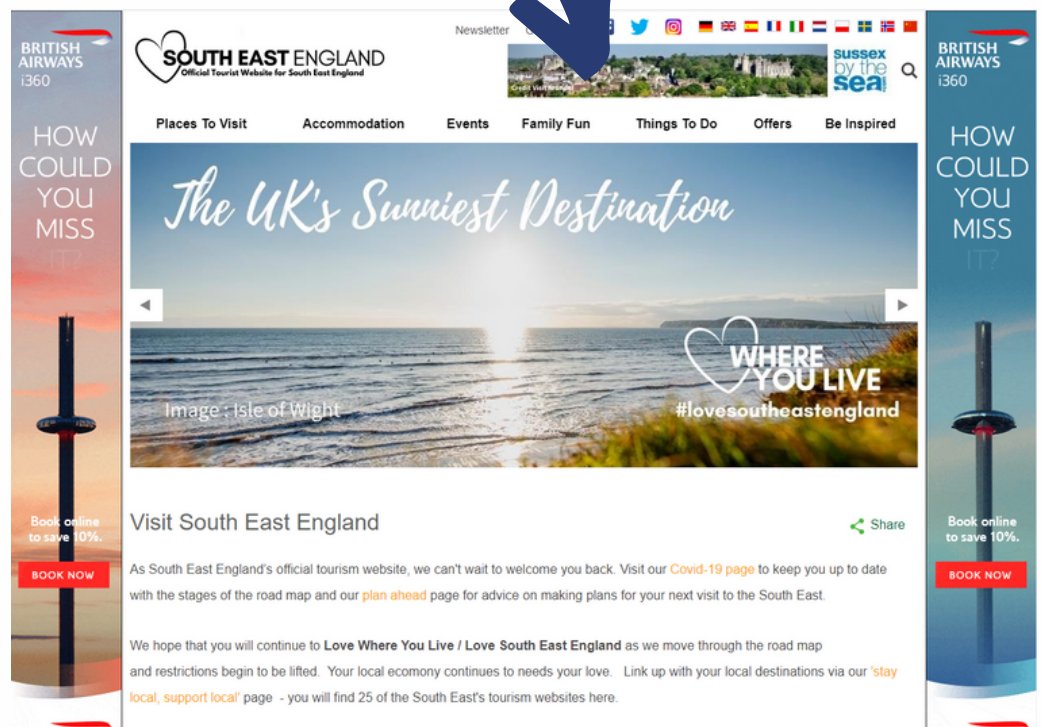 Newsletter
SOUTH EAST ENGLAND
Official Tourist Website for South East England
Credit Visit Arundel
sussex
by the
sea
Places To Visit Accommodation Events Family Fun Things To Do Offers Be Inspired
BRITISH
AIRWAYS
i360
HOW
COULD
YOU
MISS
IT?
Book online
to save 10%.
BOOK NOW
The UK's Sunniest Destination
WHERE
YOU LIVE
Image : Isle of Wight
#lovesoutheastengland
BRITISH
AIRWAYS
i360
HOW
COULD
YOU
MISS
IT?
Book online
to save 10%.
BOOK NOW
Visit South East England
Share
As South East England's official tourism website, we can't wait to welcome you back. Visit our Covid-19 page to keep you up to date
with the stages of the road map and our plan ahead page for advice on making plans for your next visit to the South East.
We hope that you will continue to Love Where You Live / Love South East England as we move through the road map
and restrictions begin to be lifted. Your local ecomony continues to needs your love. Link up with your local destinations via our 'stay
local, support local' page - you will find 25 of the South East's tourism websites here.